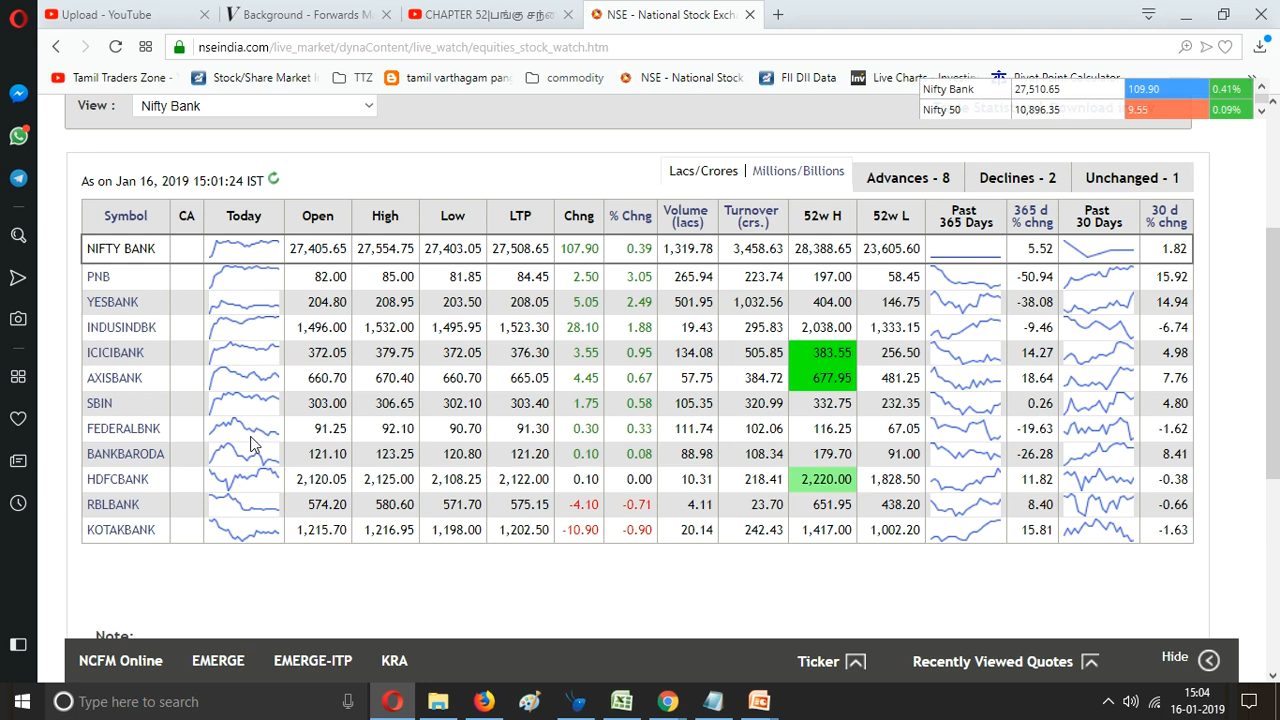 Upload - YouTube
Background - Forwards M
CHAPTER 52|பங்கு சந்
NSE - National Stock Exch
nseindia.com/live_market/dynaContent/live_watch/equities_stock_watch.htm
Tamil Traders Zone - Stock/Share Market TTZ tamil varthagam commodity NSE - National Stock FII DII Data Inv Live Charts - Investin Pivot Point Calculator
View : Nifty Bank
Nifty Bank 27,510.65 109.90 0.41%
Nifty 50 10,896.35 9.55 0.09%
Lacs/Crores | Millions/Billions Advances - 8 Declines - 2 Unchanged - 1
As on Jan 16, 2019 15:01:24 IST
Symbol CA Today Open High Low LTP Chng % Chng Volume (lacs) Turnover (crs.) 52w H 52w L Past 365 Days 365 d % chng Past 30 Days 30 d % chng
NIFTY BANK 27,405.65 27,554.75 27,403.05 27,508.65 107.90 0.39 1,319.78 3,458.63 28,388.65 23,605.60 5.52 1.82
PNB 82.00 85.00 81.85 84.45 2.50 3.05 265.94 223.74 197.00 58.45 -50.94 15.92
YESBANK 204.80 208.95 203.50 208.05 5.05 2.49 501.95 1,032.56 404.00 146.75 -38.08 14.94
INDUSINDBK 1,496.00 1,532.00 1,495.95 1,523.30 28.10 1.88 19.43 295.83 2,038.00 1,333.15 -9.46 -6.74
ICICIBANK 372.05 379.75 372.05 376.30 3.55 0.95 134.08 505.85 383.55 256.50 14.27 4.98
AXISBANK 660.70 670.40 660.70 665.05 4.45 0.67 57.75 384.72 677.95 481.25 18.64 7.76
SBIN 303.00 306.65 302.10 303.40 1.75 0.58 105.35 320.99 332.75 232.35 0.26 4.80
FEDERALBNK 91.25 92.10 90.70 91.30 0.30 0.33 111.74 102.06 116.25 67.05 -19.63 -1.62
BANKBARODA 121.10 123.25 120.80 121.20 0.10 0.08 88.98 108.34 179.70 91.00 -26.28 8.41
HDFCBANK 2,120.05 2,125.00 2,108.25 2,122.00 0.10 0.00 10.31 218.41 2,220.00 1,828.50 11.82 -0.38
RBLBANK 574.20 580.60 571.70 575.15 -4.10 -0.71 4.11 23.70 651.95 438.20 8.40 -0.66
KOTAKBANK 1,215.70 1,216.95 1,198.00 1,202.50 -10.90 -0.90 20.14 242.43 1,417.00 1,002.20 15.81 -1.63
Note:
NCFM Online EMERGE EMERGE-ITP KRA Ticker Recently Viewed Quotes Hide
Type here to search
15:04
16-01-2019